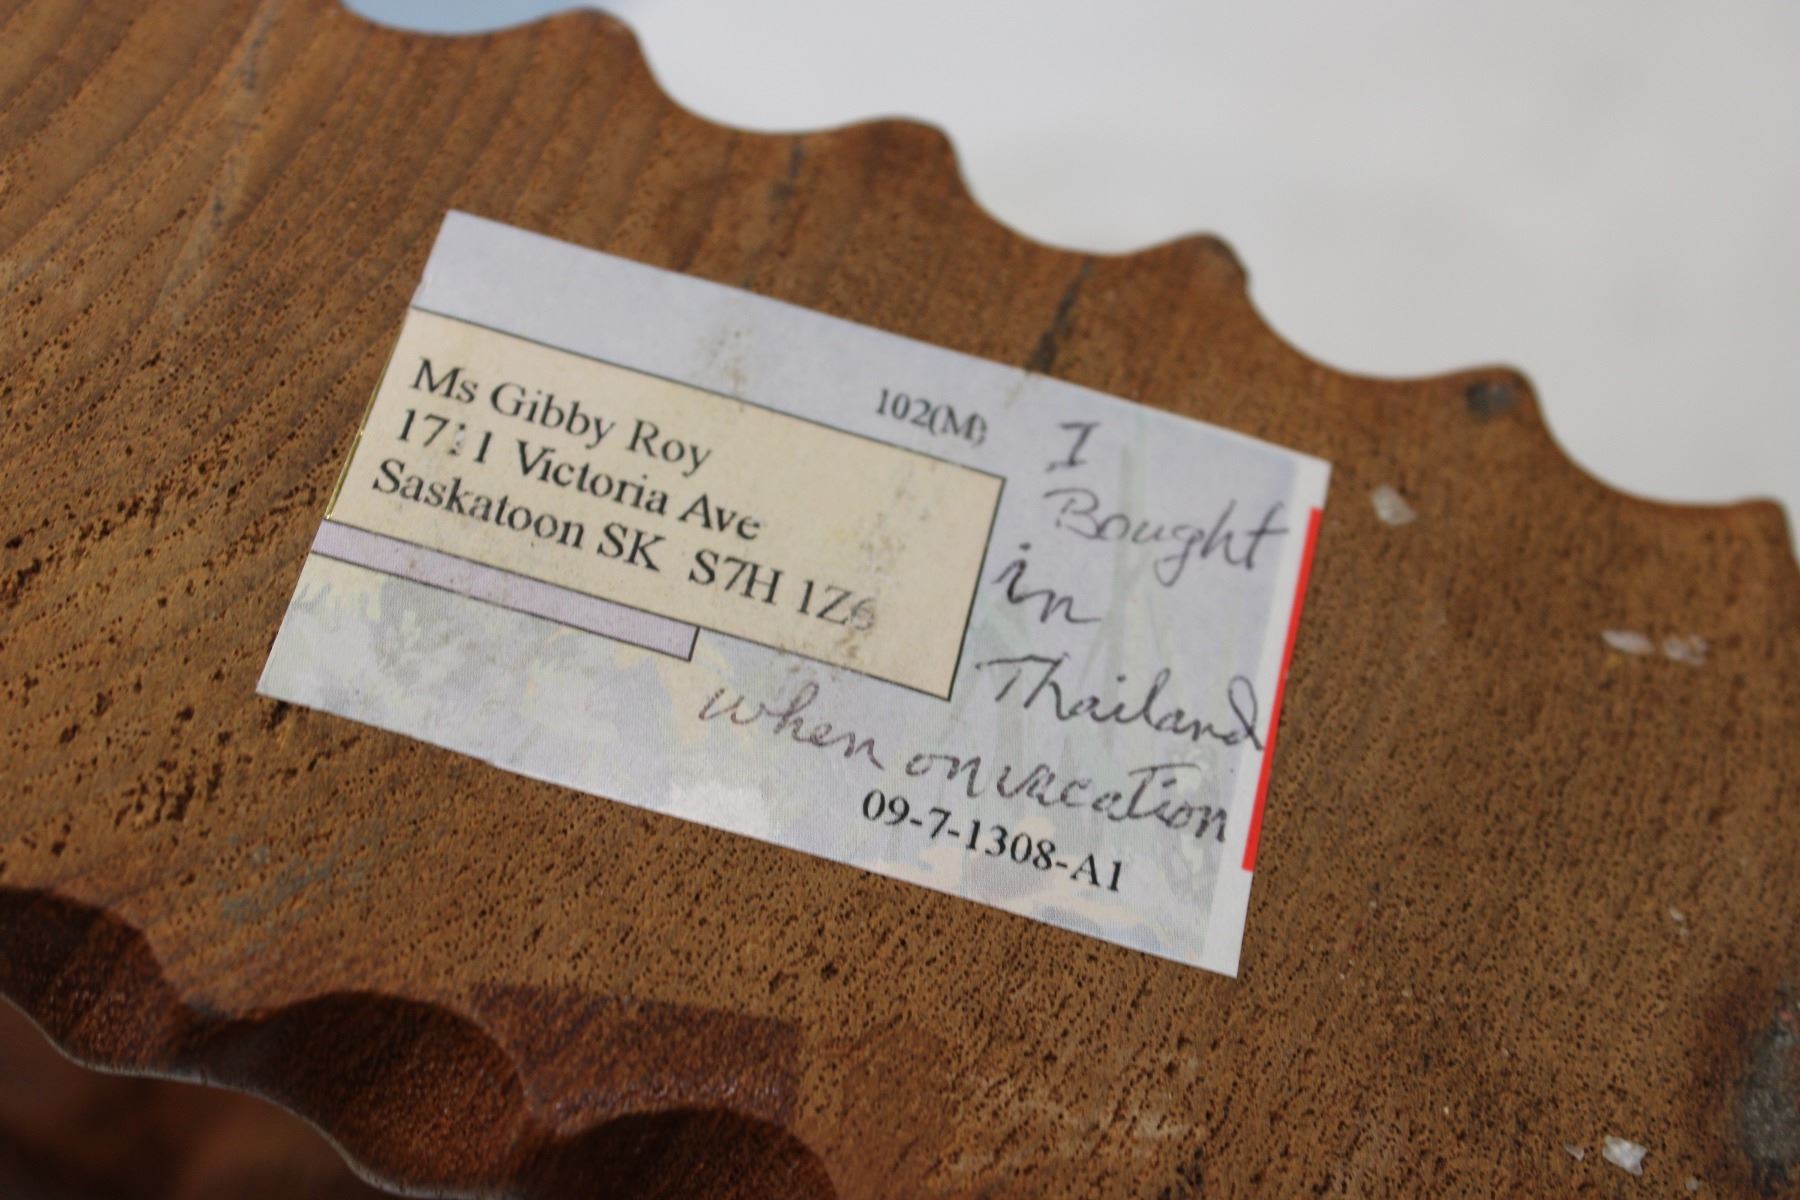 102(M)
Ms Gibby Roy
Victoria Ave
Saskatoon SK S7H
I
Bought
in
Thailand
when on vacation
09-7-1308-A1